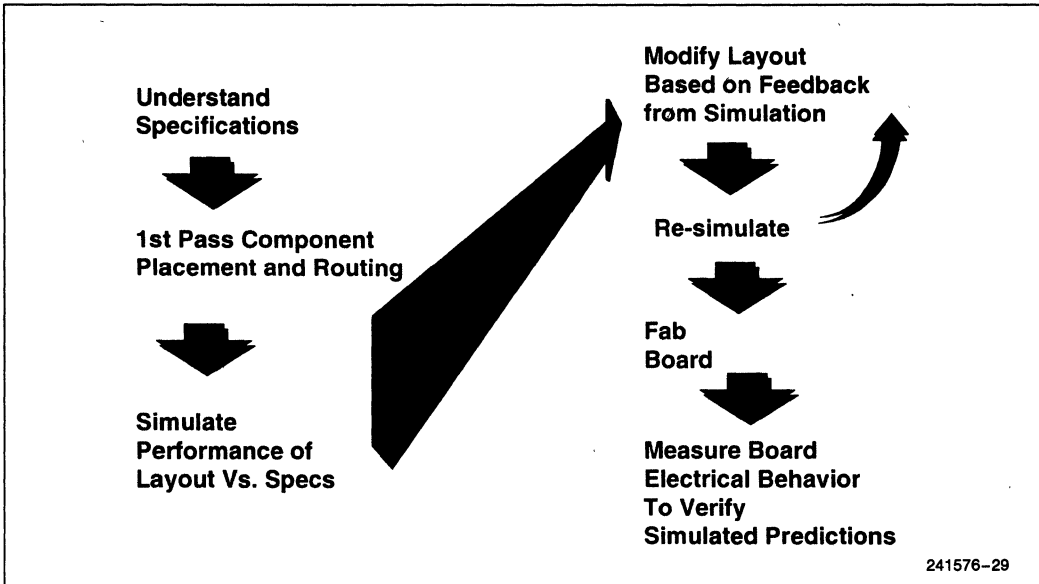 Understand
Specifications
1st Pass Component
Placement and Routing
Simulate
Performance of
Layout Vs. Specs
Modify Layout
Based on Feedback
from Simulation
Re-simulate
Fab
Board
Measure Board
Electrical Behavior
To Verify
Simulated Predictions
241576–29